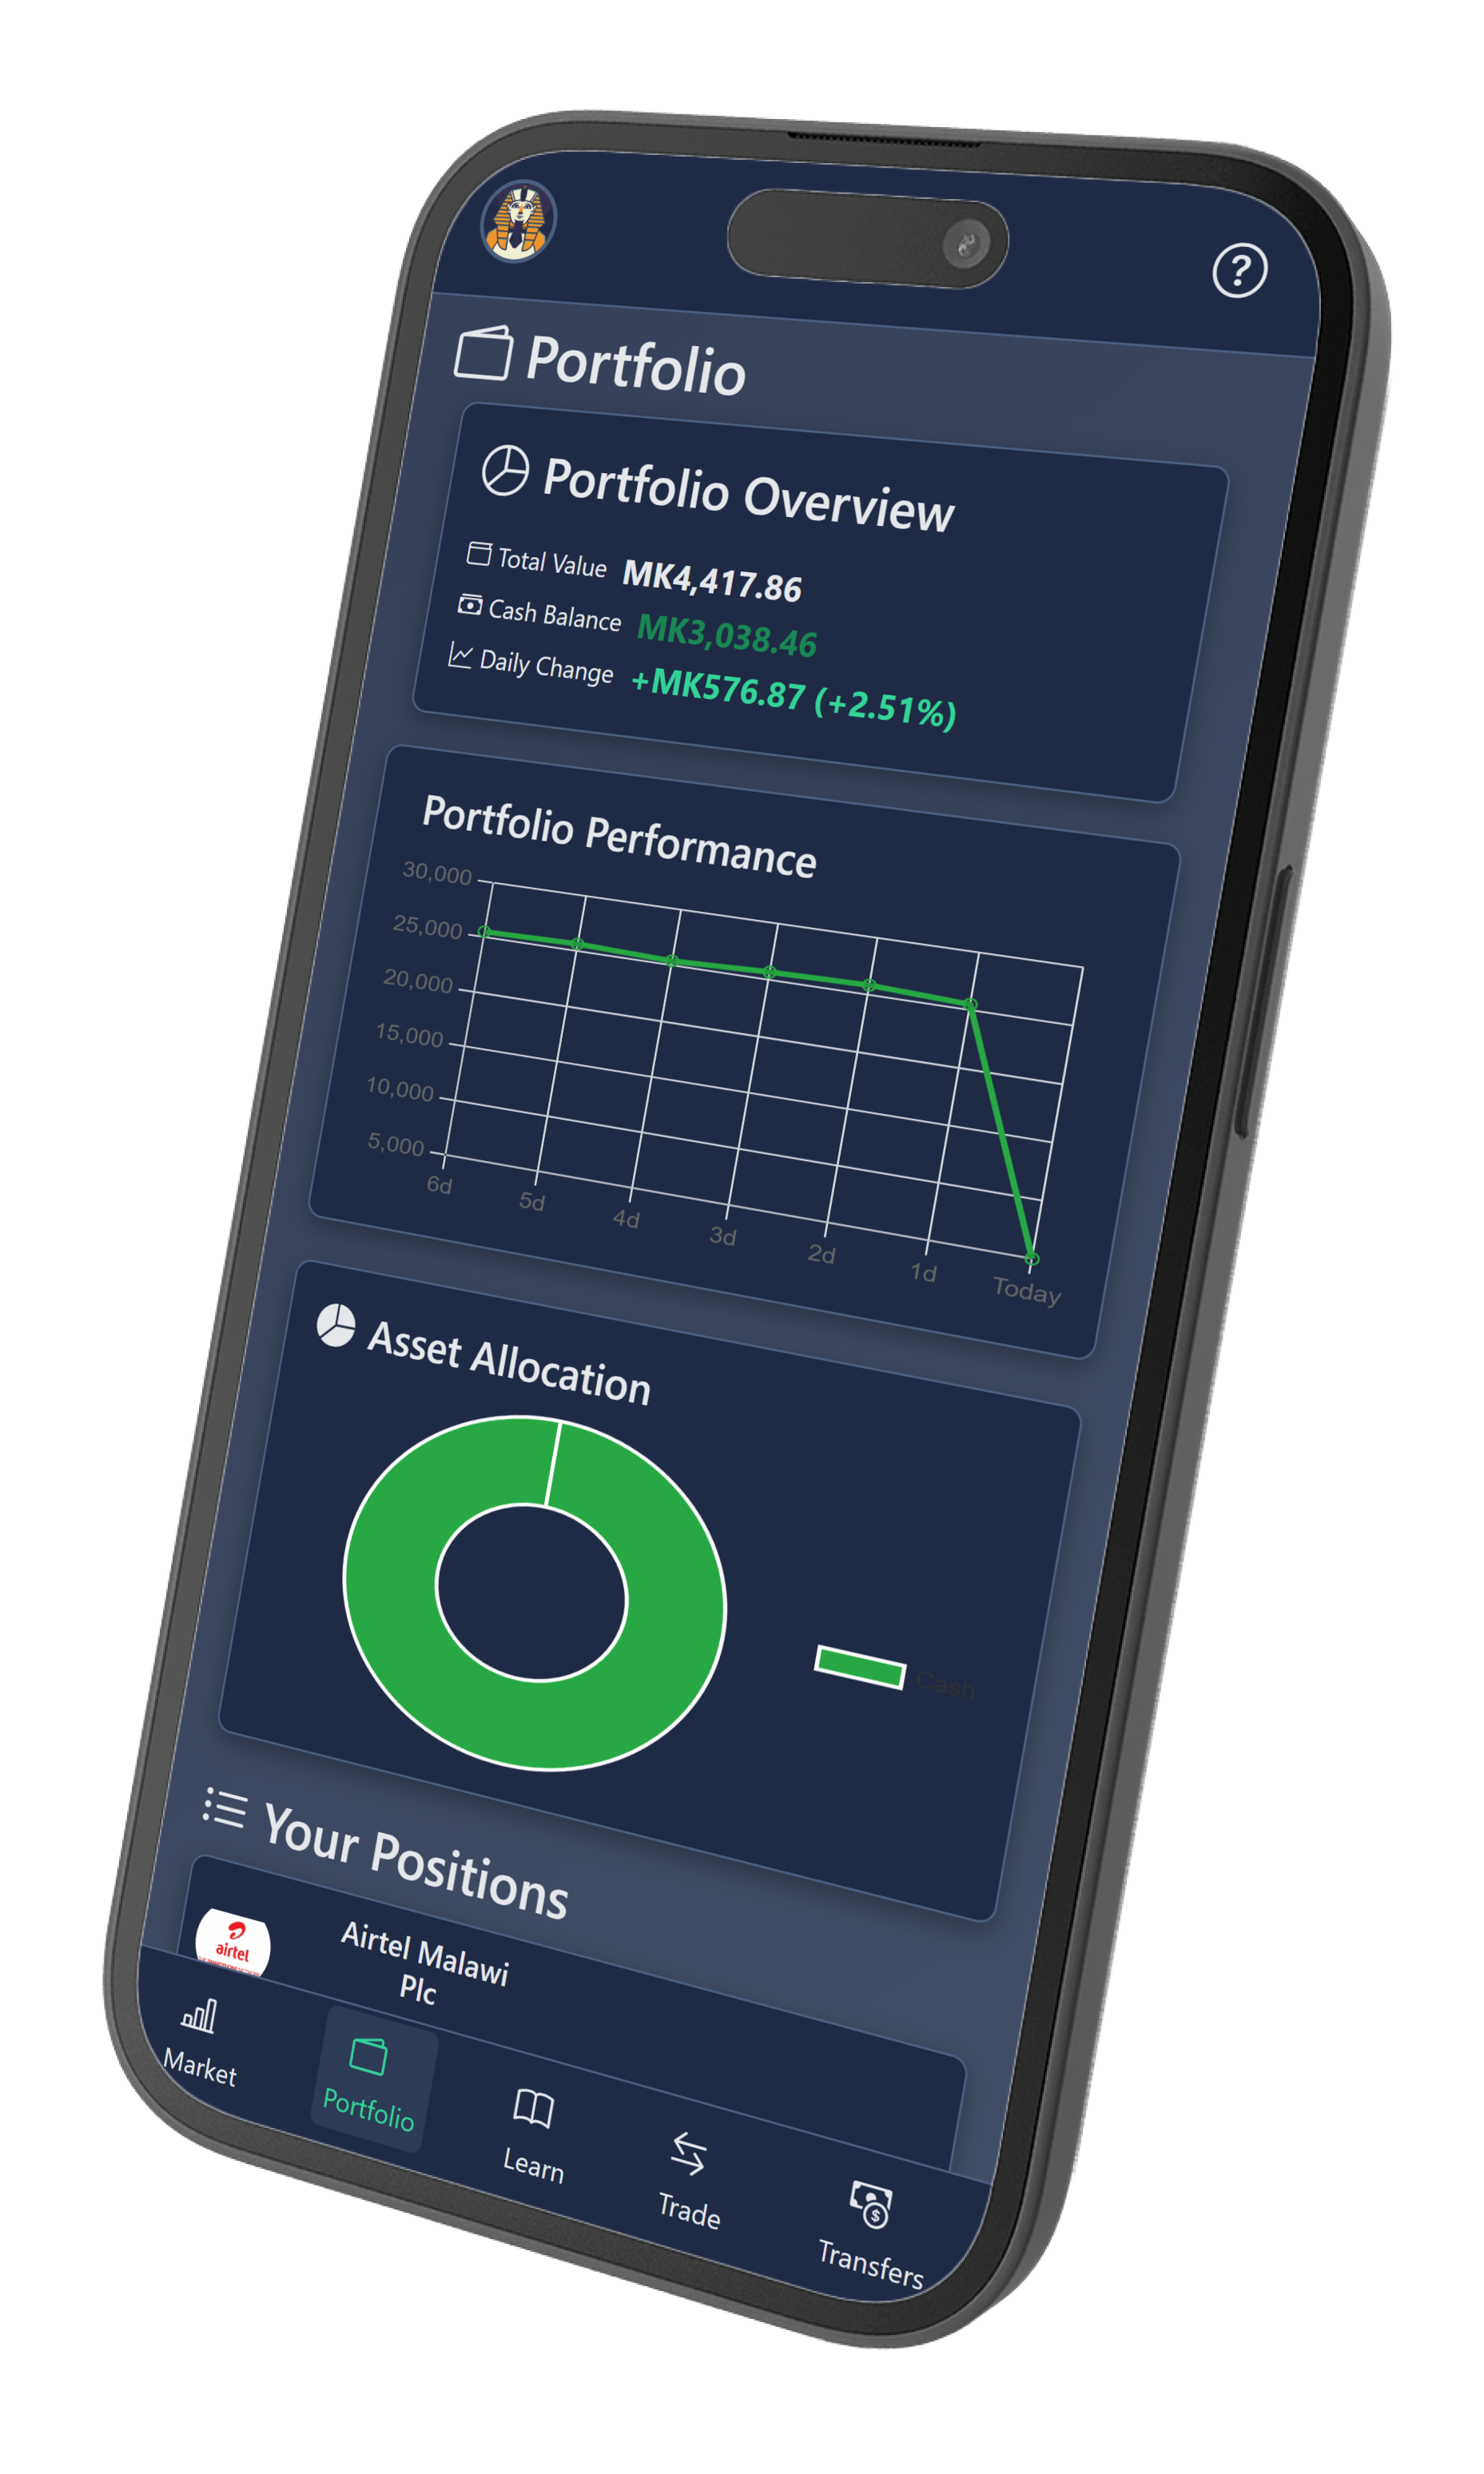 Portfolio
Portfolio Overview
Total Value MK4,417.86
Cash Balance MK3,038.46
Daily Change +MK576.87 (+2.51%)
Portfolio Performance
30,000
25,000
20,000
15,000
10,000
5,000
6d 5d 4d 3d 2d 1d Today
Asset Allocation
Cash
Your Positions
airtel
Airtel Malawi
Plc
Market Portfolio Learn Trade Transfers